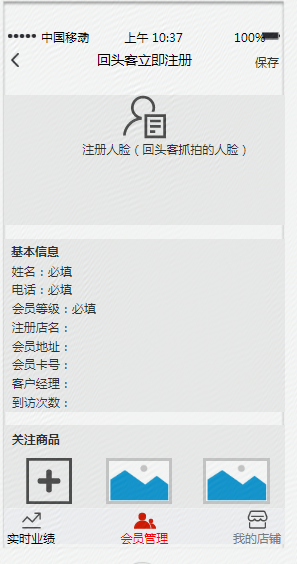 中国移动 上午 10:37 100%
回头客立即注册 保存
注册人脸（回头客抓拍的人脸）
基本信息
姓名：必填
电话：必填
会员等级：必填
注册店名：
会员地址：
会员卡号：
客户经理：
到访次数：
关注商品
实时业绩 会员管理 我的店铺